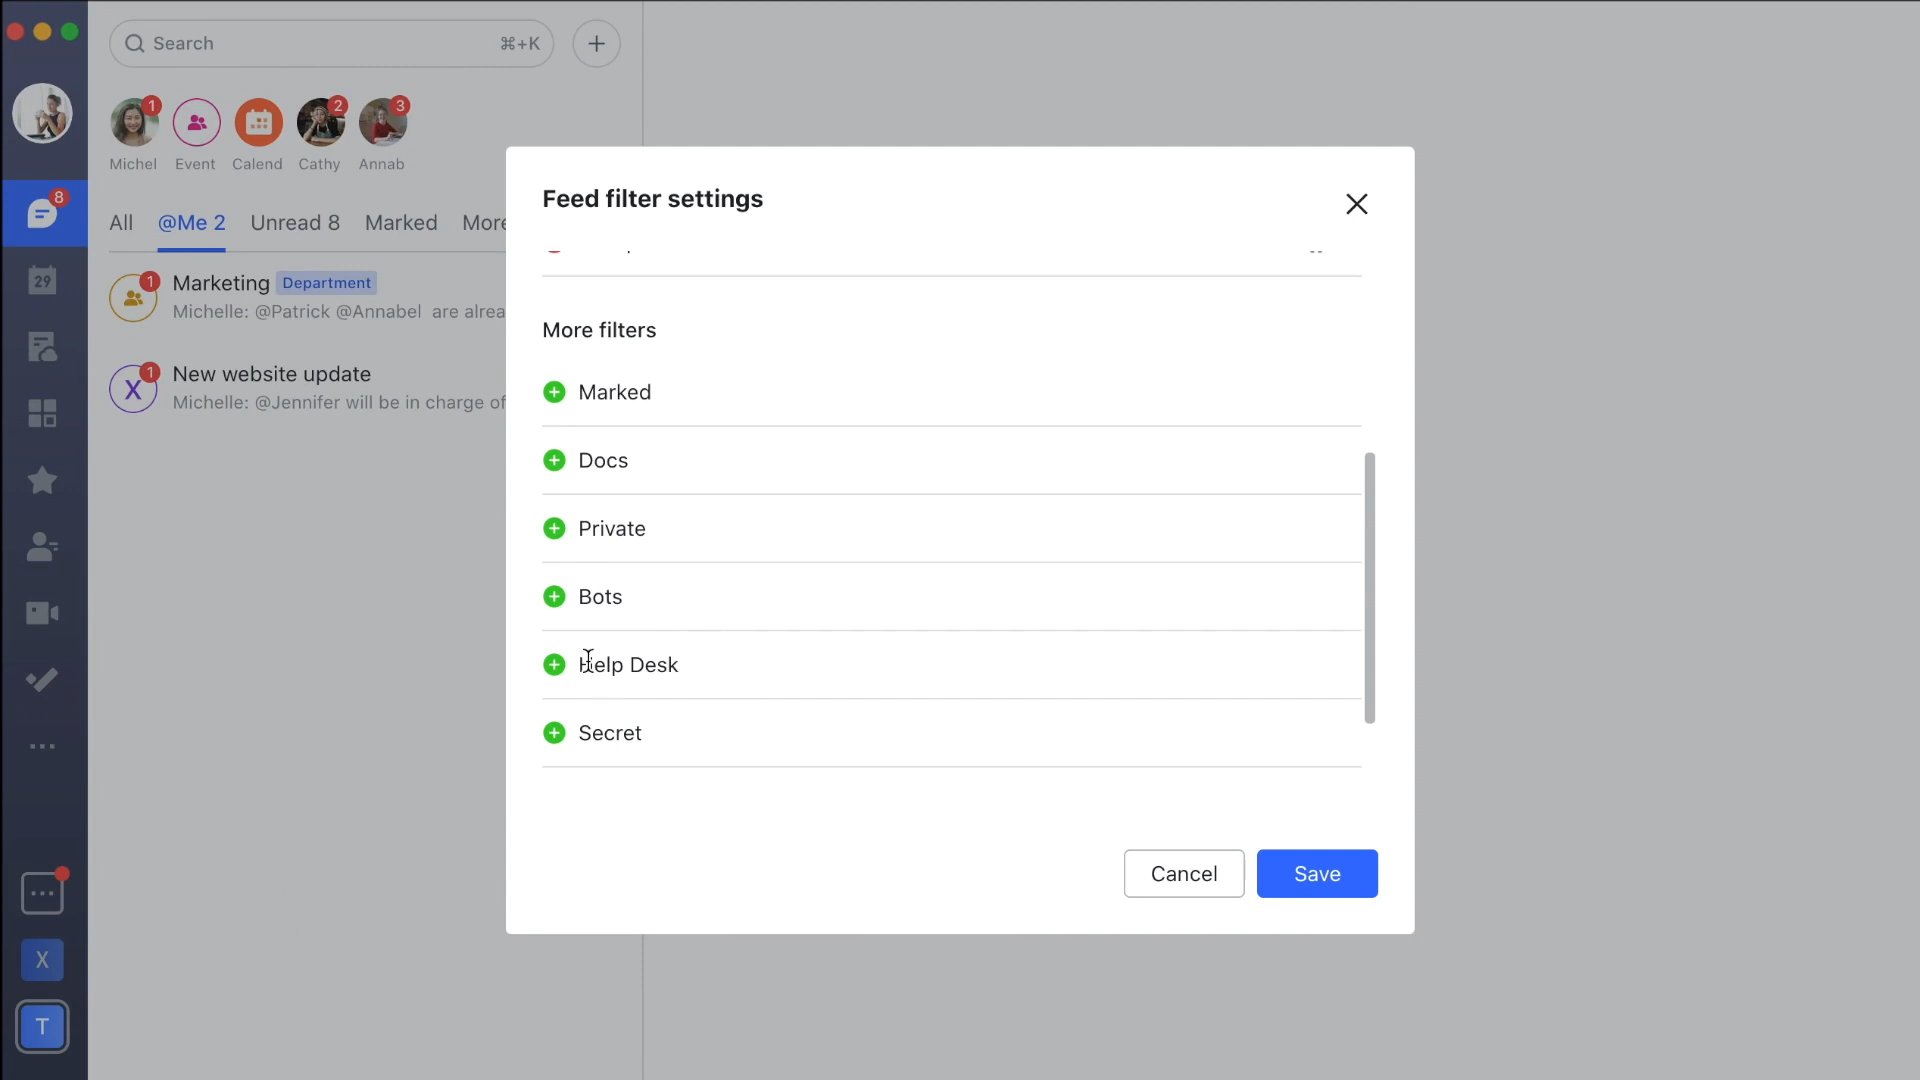 Search
⌘+K
8
1
2
3
Michel
Event
Calend
Cathy
Annab
All
@Me 2
Unread 8
Marked
More
29
1
Marketing
Department
Michelle: @Patrick @Annabel are alrea
1
X
New website update
Michelle: @Jennifer will be in charge of
X
T
Feed filter settings
More filters
Marked
Docs
Private
Bots
Help Desk
Secret
Cancel
Save